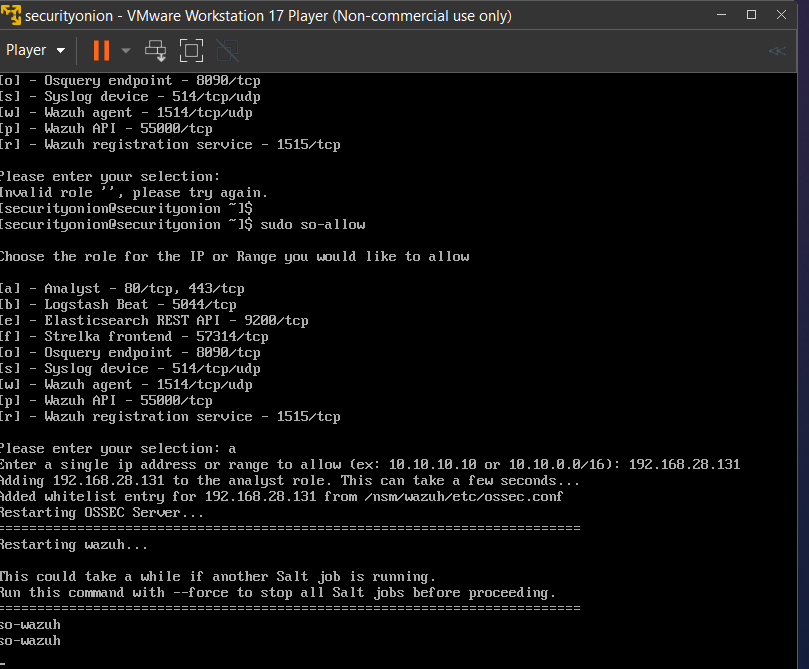 securityonion - VMware Workstation 17 Player (Non-commercial use only)
Player
[o] - Osquery endpoint - 8090/tcp
[s] - Syslog device - 514/tcp/udp
[w] - Wazuh agent - 1514/tcp/udp
[p] - Wazuh API - 55000/tcp
[r] - Wazuh registration service - 1515/tcp
Please enter your selection:
Invalid role '', please try again.
[securityonion@securityonion ~]$
[securityonion@securityonion ~]$ sudo so-allow
Choose the role for the IP or Range you would like to allow
[a] - Analyst - 80/tcp, 443/tcp
[b] - Logstash Beat - 5044/tcp
[e] - Elasticsearch REST API - 9200/tcp
[f] - Strelka frontend - 57314/tcp
[o] - Osquery endpoint - 8090/tcp
[s] - Syslog device - 514/tcp/udp
[w] - Wazuh agent - 1514/tcp/udp
[p] - Wazuh API - 55000/tcp
[r] - Wazuh registration service - 1515/tcp
Please enter your selection: a
Enter a single ip address or range to allow (ex: 10.10.10.10 or 10.10.0.0/16): 192.168.28.131
Adding 192.168.28.131 to the analyst role. This can take a few seconds...
Added whitelist entry for 192.168.28.131 from /nsm/wazuh/etc/ossec.conf
Restarting OSSEC Server...
=========================================================================
Restarting wazuh...
This could take a while if another Salt job is running.
Run this command with --force to stop all Salt jobs before proceeding.
=========================================================================
so-wazuh
so-wazuh